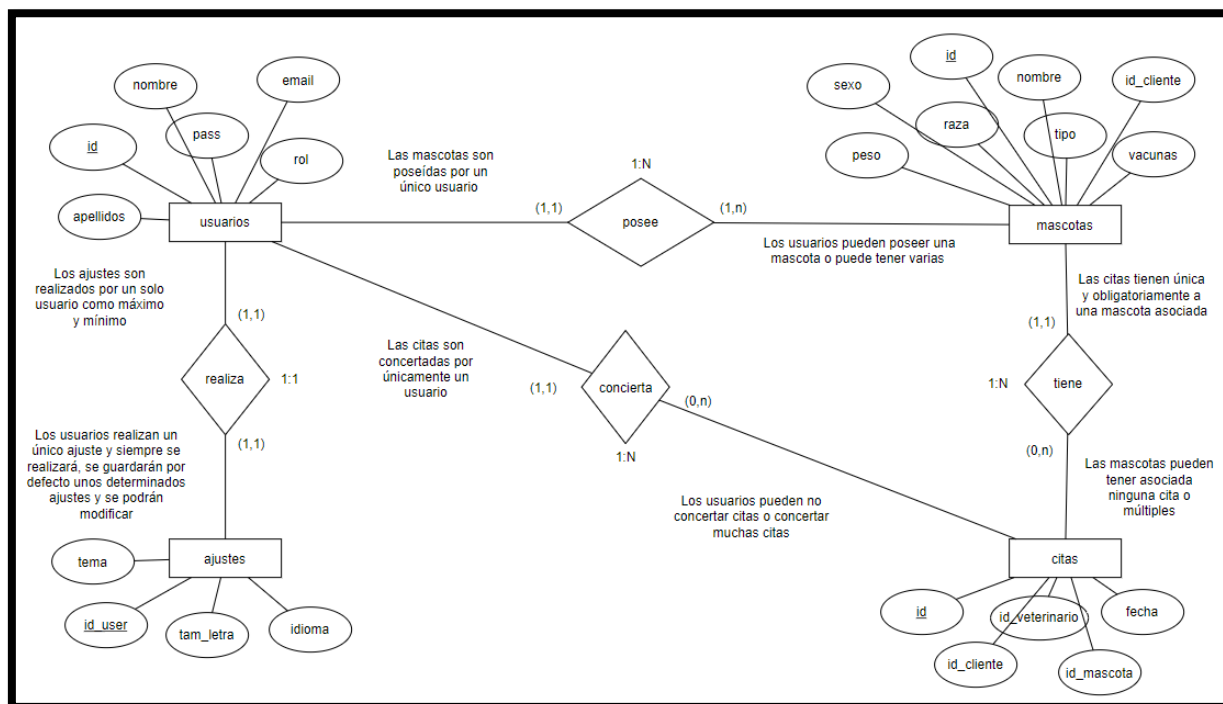 id
nombre
email
pass
id
rol
apellidos
usuarios
Las mascotas son
poseídas por un
único usuario
1:N
(1,1)
posee
(1,n)
Los usuarios pueden poseer una
mascota o puede tener varias
sexo
nombre
id_cliente
raza
tipo
peso
vacunas
mascotas
Los ajustes son
realizados por un solo
usuario como máximo
y mínimo
(1,1)
realiza
1:1
(1,1)
Los usuarios realizan un
único ajuste y siempre se
realizará, se guardarán por
defecto unos determinados
ajustes y se podrán
modificar
Las citas son
concertadas por
únicamente un
usuario
(1,1)
concierta
(0,n)
1:N
Los usuarios pueden no
concertar citas o concertar
muchas citas
Las citas tienen única
y obligatoriamente a
una mascota asociada
(1,1)
1:N
tiene
(0,n)
Las mascotas pueden
tener asociada
ninguna cita o
múltiples
ajustes
tema
id_user
tam_letra
idioma
citas
id
id_veterinario
fecha
id_cliente
id_mascota